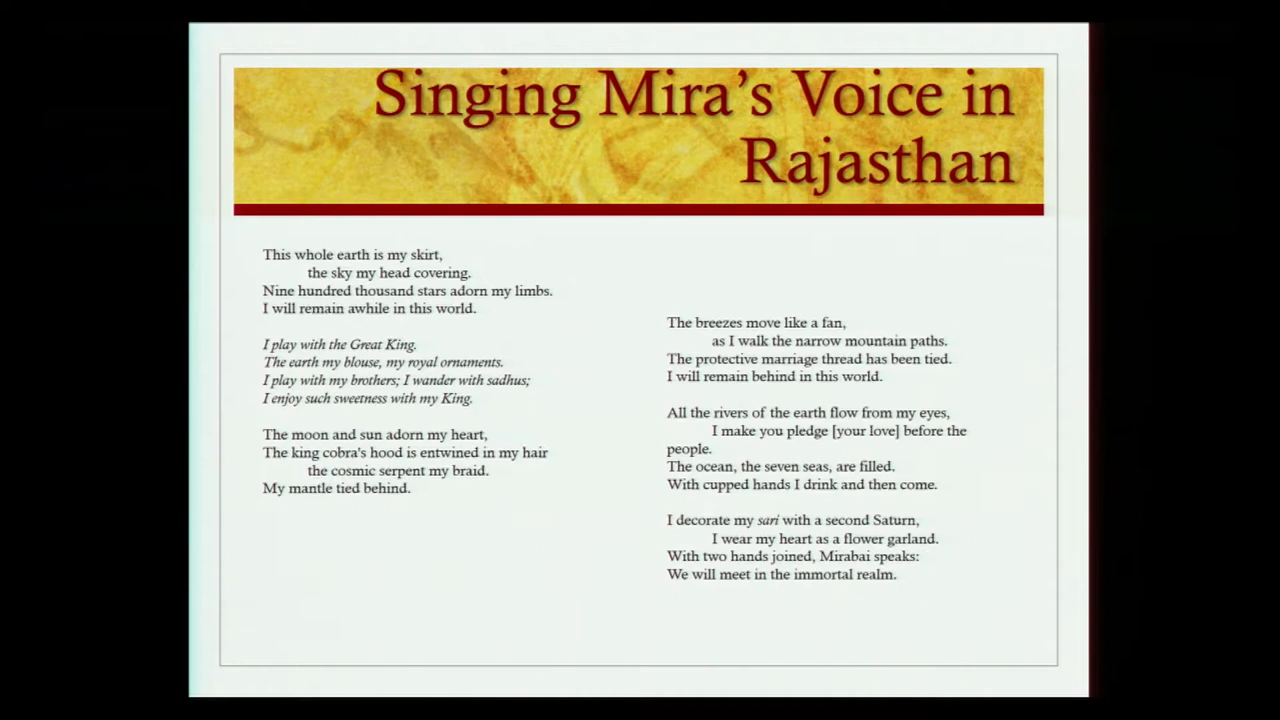 Singing Mira's Voice in
Rajasthan
This whole earth is my skirt,
the sky my head covering.
Nine hundred thousand stars adorn my limbs.
I will remain awhile in this world.
I play with the Great King.
The earth my blouse, my royal ornaments.
I play with my brothers; I wander with sadhus;
I enjoy such sweetness with my King.
The moon and sun adorn my heart,
The king cobra's hood is entwined in my hair
the cosmic serpent my braid.
My mantle tied behind.
The breezes move like a fan,
as I walk the narrow mountain paths.
The protective marriage thread has been tied.
I will remain behind in this world.
All the rivers of the earth flow from my eyes,
I make you pledge [your love] before the
people.
The ocean, the seven seas, are filled.
With cupped hands I drink and then come.
I decorate my sari with a second Saturn,
I wear my heart as a flower garland.
With two hands joined, Mirabai speaks:
We will meet in the immortal realm.